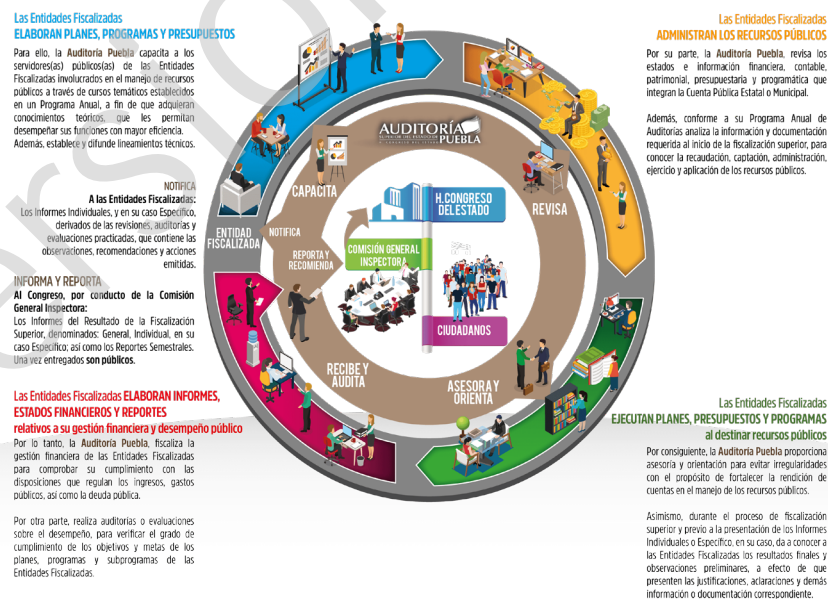 Las Entidades Fiscalizadas
ELABORAN PLANES, PROGRAMAS Y PRESUPUESTOS
Para ello, la Auditoría Puebla capacita a los
servidores(as) públicos(as) de las Entidades
Fiscalizadas involucrados en el manejo de recursos
públicos a través de cursos temáticos establecidos
en un Programa Anual, a fin de que adquieran
conocimientos teóricos, que les permitan
desempeñar sus funciones con mayor eficiencia.
Además, establece y difunde lineamientos técnicos.
NOTIFICA
A las Entidades Fiscalizadas:
Los Informes Individuales, y en su caso Específico,
derivados de las revisiones, auditorías y
evaluaciones practicadas, que contiene las
observaciones, recomendaciones y acciones
emitidas.
INFORMA Y REPORTA
Al Congreso, por conducto de la Comisión
General Inspectora:
Los Informes del Resultado de la Fiscalización
Superior, denominados: General, Individual, en su
caso Específico; así como los Reportes Semestrales.
Una vez entregados son públicos.
Las Entidades Fiscalizadas ELABORAN INFORMES,
ESTADOS FINANCIEROS Y REPORTES
relativos a su gestión financiera y desempeño público
Por lo tanto, la Auditoría Puebla, fiscaliza la
gestión financiera de las Entidades Fiscalizadas
para comprobar su cumplimiento con las
disposiciones que regulan los ingresos, gastos
públicos, así como la deuda pública.
Por otra parte, realiza auditorías o evaluaciones
sobre el desempeño, para verificar el grado de
cumplimiento de los objetivos y metas de los
planes, programas y subprogramas de las
Entidades Fiscalizadas.
AUDITORÍA
PUEBLA
CAPACITA
REVISA
H. CONGRESO
DEL ESTADO
ENTIDAD
FISCALIZADA
NOTIFICA
REPORTA Y
RECOMIENDA
COMISIÓN GENERAL
INSPECTORA
CIUDADANOS
RECIBE Y
AUDITA
ASESORA Y
ORIENTA
Las Entidades Fiscalizadas
ADMINISTRAN LOS RECURSOS PÚBLICOS
Por su parte, la Auditoría Puebla, revisa los
estados e información financiera, contable,
patrimonial, presupuestaria y programática que
integran la Cuenta Pública Estatal o Municipal.
Además, conforme a su Programa Anual de
Auditorías analiza la información y documentación
requerida al inicio de la fiscalización superior, para
conocer la recaudación, captación, administración,
ejercicio y aplicación de los recursos públicos.
Las Entidades Fiscalizadas
EJECUTAN PLANES, PRESUPUESTOS Y PROGRAMAS
al destinar recursos públicos
Por consiguiente, la Auditoría Puebla proporciona
asesoría y orientación para evitar irregularidades
con el propósito de fortalecer la rendición de
cuentas en el manejo de los recursos públicos.
Asimismo, durante el proceso de fiscalización
superior y previo a la presentación de los Informes
Individuales o Específico, en su caso, da a conocer a
las Entidades Fiscalizadas los resultados finales y
observaciones preliminares, a efecto de que
presenten las justificaciones, aclaraciones y demás
información o documentación correspondiente.